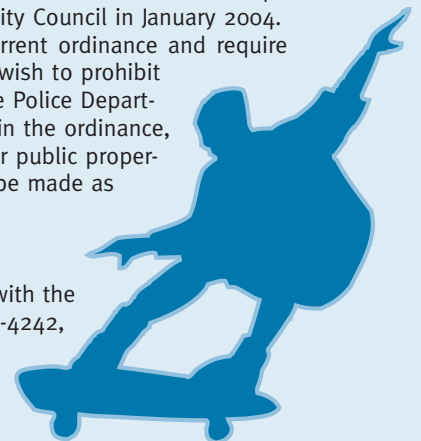 ity Council in January 2004.
rrent ordinance and require
wish to prohibit
e Police Depart-
in the ordinance,
r public proper-
be made as
with the
-4242,